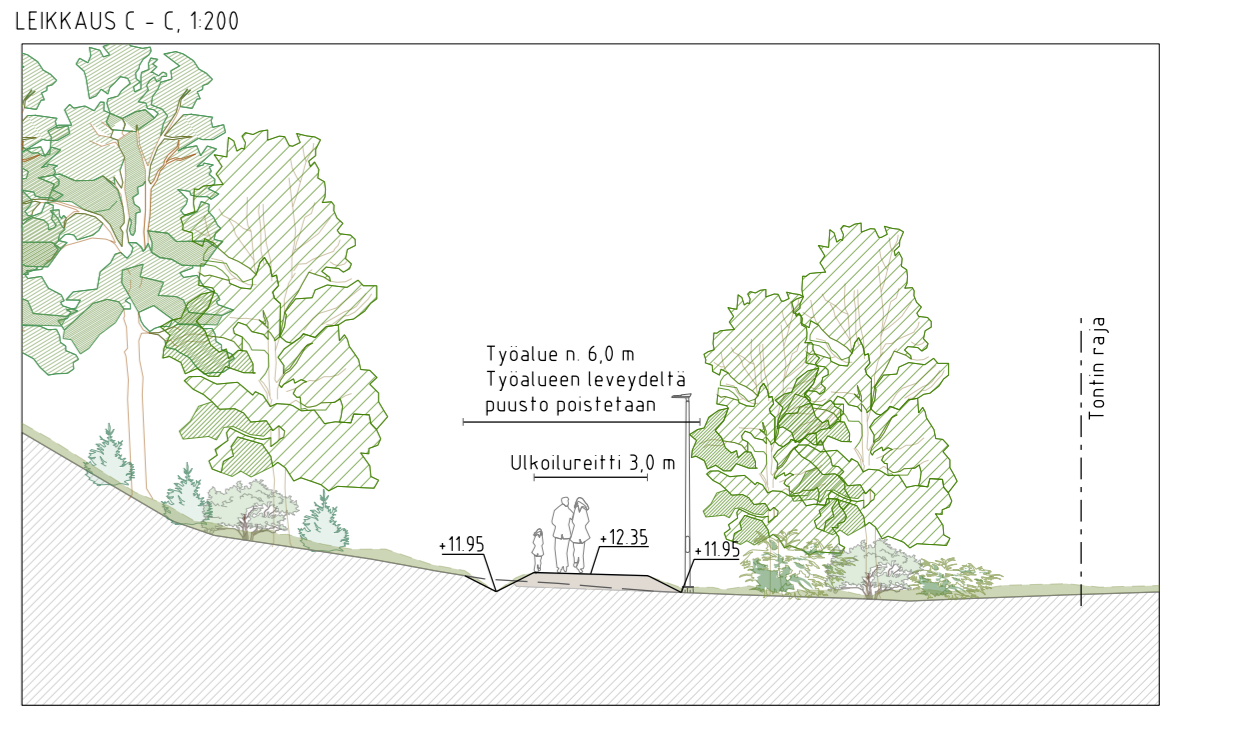 LEIKKAUS C - C, 1:200
Työalue n. 6,0 m
Työalueen leveydeltä
puusto poistetaan
Ulkoilureitti 3,0 m
+11.95
+12.35
+11.95
Tontin raja